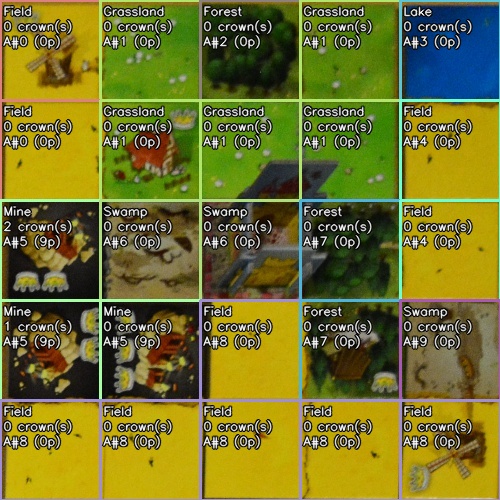 Field
0 crown(s)
A#0 (0p)
Grassland
0 crown(s)
A#1 (0p)
Forest
0 crown(s)
A#2 (0p)
Grassland
0 crown(s)
A#1 (0p)
Lake
0 crown(s)
A#3 (0p)
Field
0 crown(s)
A#0 (0p)
Grassland
0 crown(s)
A#1 (0p)
Grassland
0 crown(s)
A#1 (0p)
Grassland
0 crown(s)
A#1 (0p)
Field
0 crown(s)
A#4 (0p)
Mine
2 crown(s)
A#5 (9p)
Swamp
0 crown(s)
A#6 (0p)
Swamp
0 crown(s)
A#6 (0p)
Forest
0 crown(s)
A#7 (0p)
Field
0 crown(s)
A#4 (0p)
Mine
1 crown(s)
A#5 (9p)
Mine
0 crown(s)
A#5 (9p)
Field
0 crown(s)
A#8 (0p)
Forest
0 crown(s)
A#7 (0p)
Swamp
0 crown(s)
A#9 (0p)
Field
0 crown(s)
A#8 (0p)
Field
0 crown(s)
A#8 (0p)
Field
0 crown(s)
A#8 (0p)
Field
0 crown(s)
A#8 (0p)
Field
0 crown(s)
A#8 (0p)